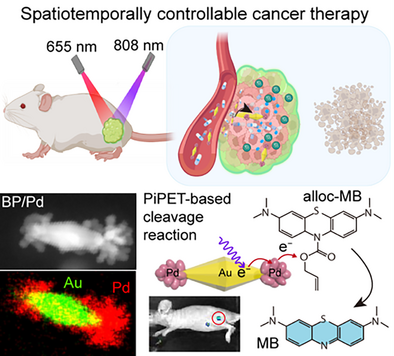 Spatiotemporally controllable cancer therapy
655 nm
808 nm
BP/Pd
Au
Pd
PiPET-based
cleavage
reaction
e⁻
e⁻
Pd
Au
Pd
alloc-MB
N
S
N
N
O
O
MB
N
S
N
N